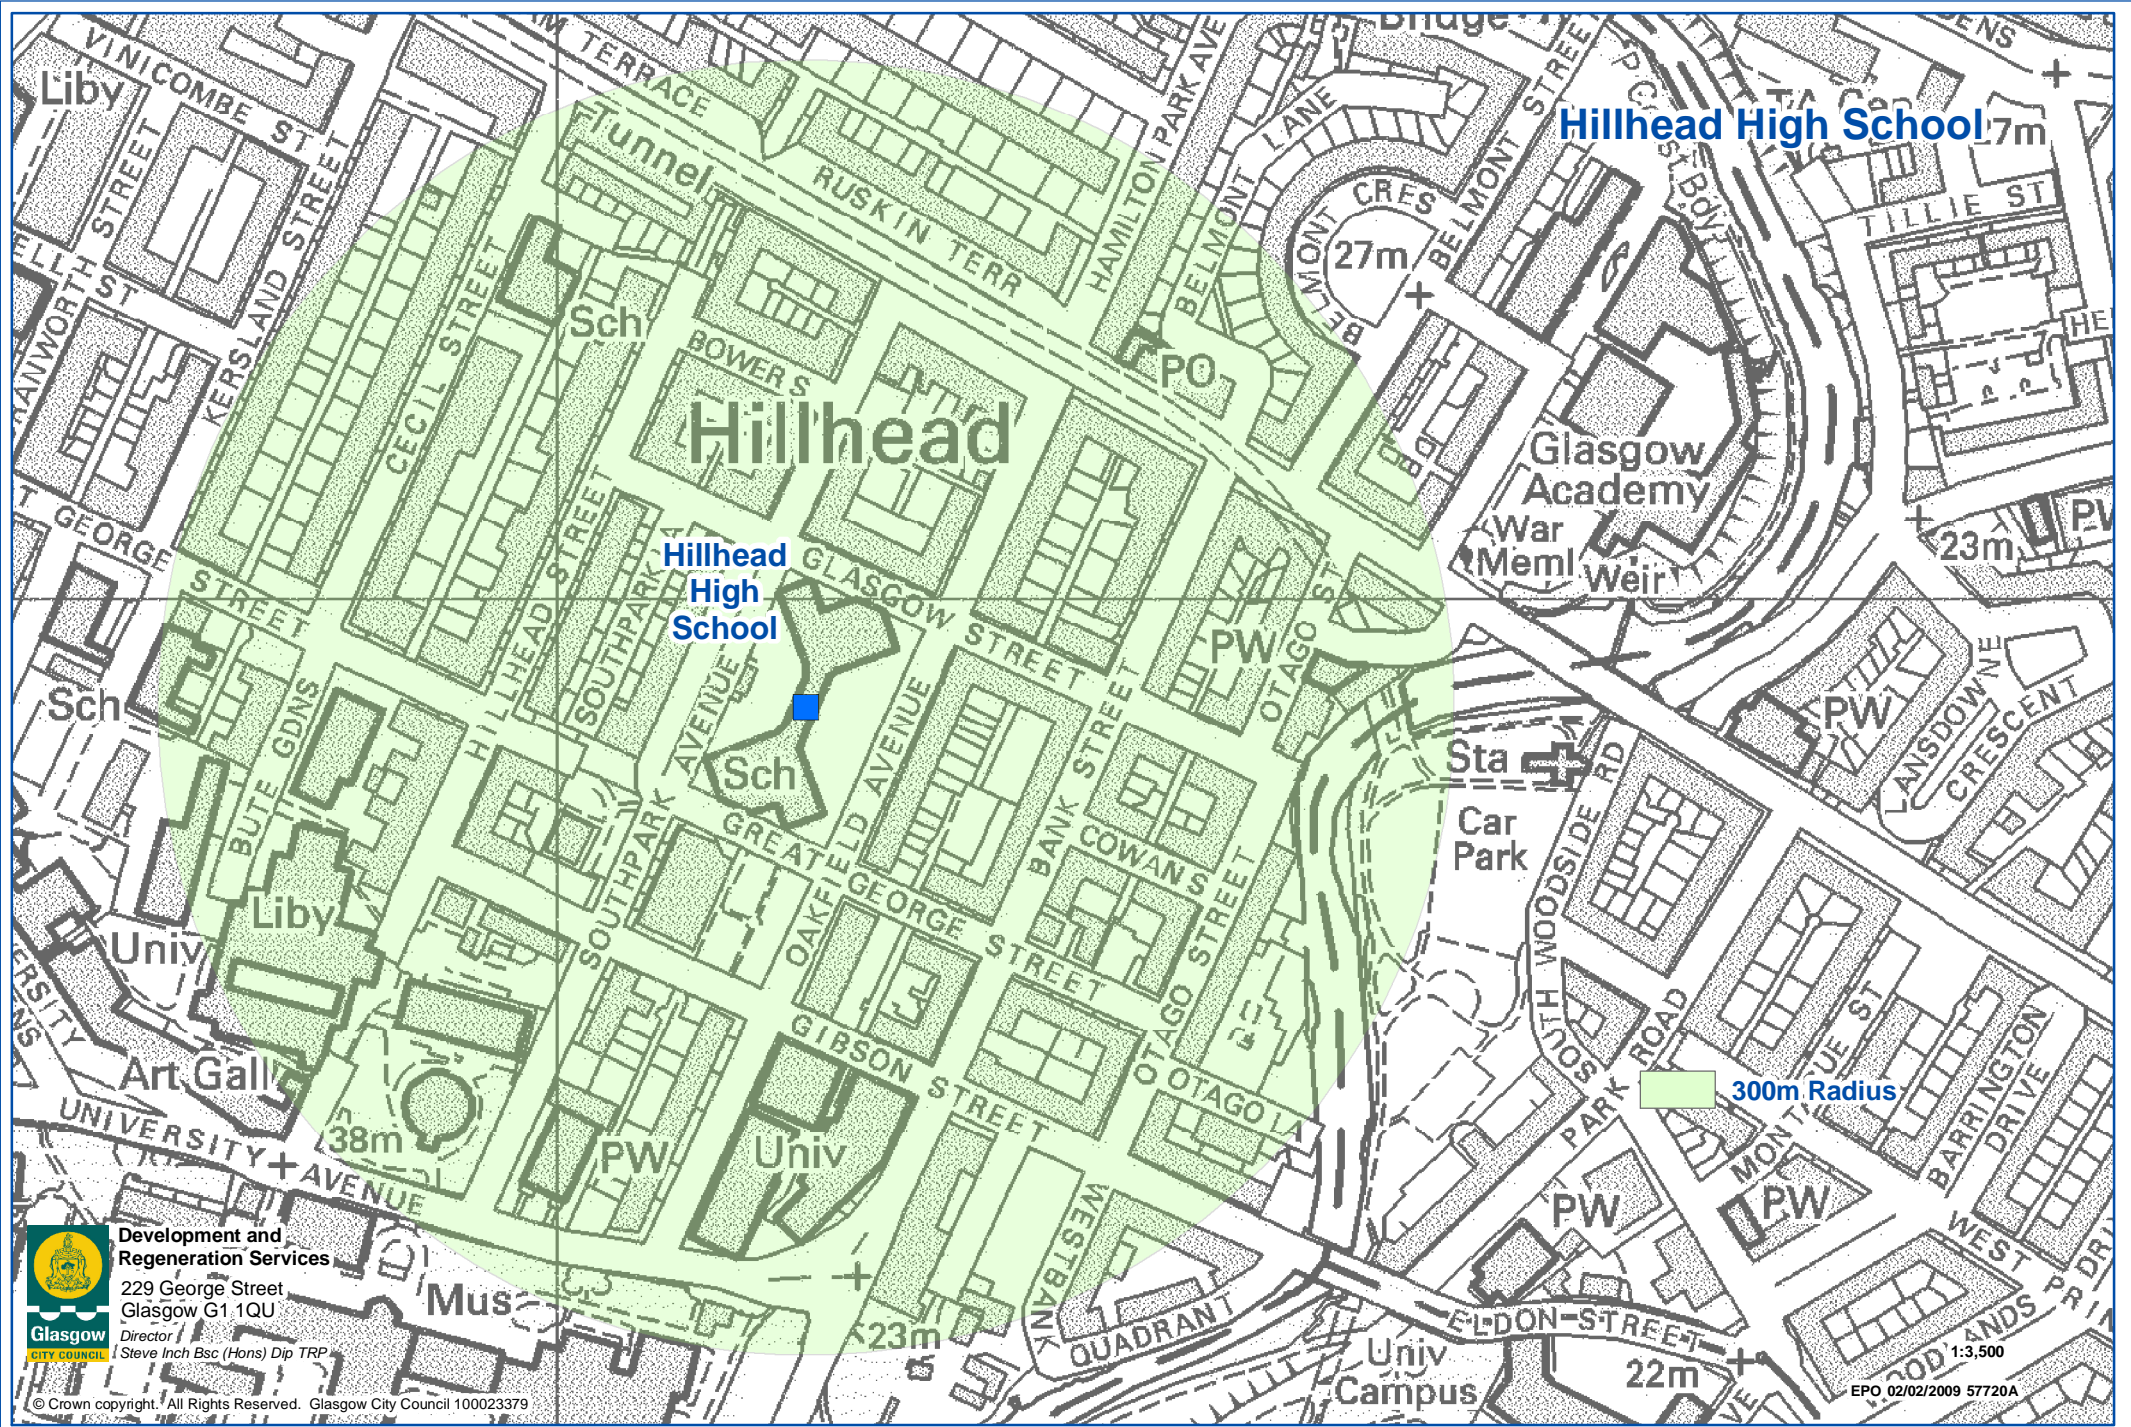 Bridge
VINICOMBE ST
Liby
TERRACE
Hillhead High School
27m
Tunnel
RUSKIN TERR
HAMILTON PARK AVE
BELMONT LANE
BELMONT CRES
BELMONT STREET
27m
TILLIE ST
STREET
KERSLAND STREET
CECIL STREET
Sch
BOWER S
PO
Hillhead
Glasgow
Academy
War
Meml
Weir
23m
GEORGE
STREET
HILLHEAD STREET
SOUTHPARK
AVENUE
Hillhead
High
School
GLASGOW STREET
PW
OTAGO ST
Sch
BUTE GDNS
Sch
OAKFIELD AVENUE
BANK STREET
Sta
Car
Park
SOUTH WOODSIDE RD
PW
LANSDOWNE
CRESCENT
GREAT GEORGE STREET
COWAN S
OTAGO STREET
Liby
Univ
SOUTHPARK
Art Gall
UNIVERSITY AVENUE
38m
GIBSON STREET
OTAGO LA
PARK ROAD
300m Radius
BARRINGTON
DRIVE
PW
Univ
PW
PW
WESTBANK
QUADRANT
ELDON STREET
Mus
23m
Univ
Campus
22m
Development and
Regeneration Services
229 George Street
Glasgow G1 1QU
Director
Steve Inch Bsc (Hons) Dip TRP
Glasgow
CITY COUNCIL
1:3,500
EPO 02/02/2009 57720A
© Crown copyright. All Rights Reserved. Glasgow City Council 100023379